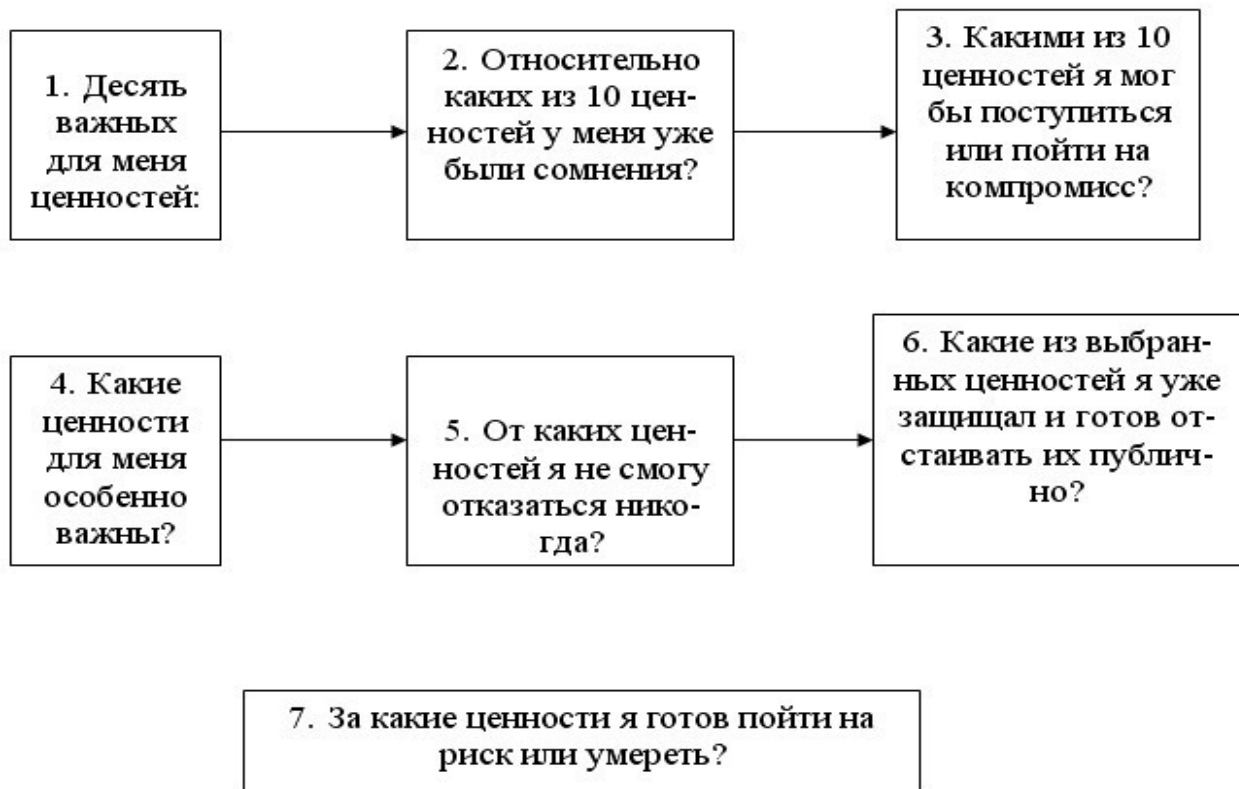 1. Десять
важных
для меня
ценностей:
2. Относительно
каких из 10 цен-
ностей у меня уже
были сомнения?
3. Какими из 10
ценностей я мог
бы поступиться
или пойти на
компромисс?
4. Какие
ценности
для меня
особенно
важны?
5. От каких цен-
ностей я не смогу
отказаться нико-
гда?
6. Какие из выбран-
ных ценностей я уже
защищал и готов от-
стаивать их публич-
но?
7. За какие ценности я готов пойти на
риск или умереть?